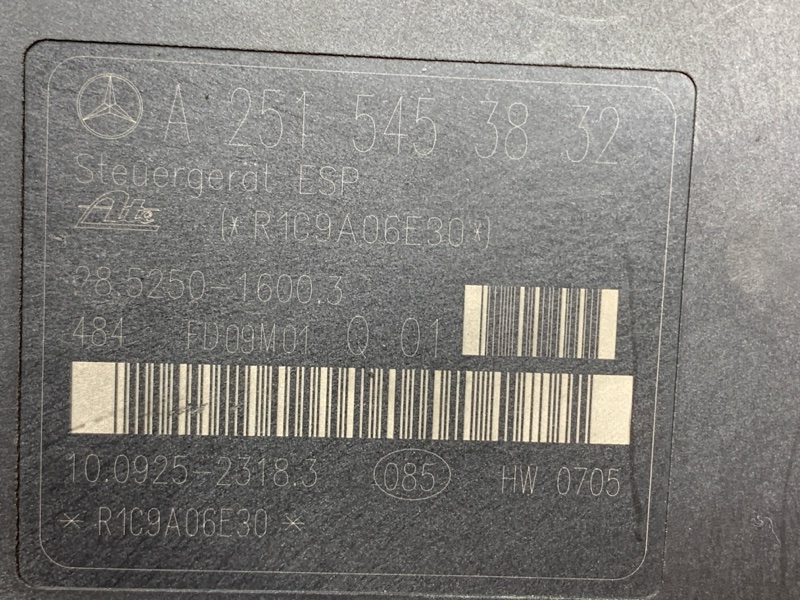 A 251 545 38 32
Steuergerät ESP
Ate
(* R1C9A06E30 *)
28.5250-1600.3
484 FD09M01 Q 01
10.0925-2318.3 085 HW 0705
* R1C9A06E30 *